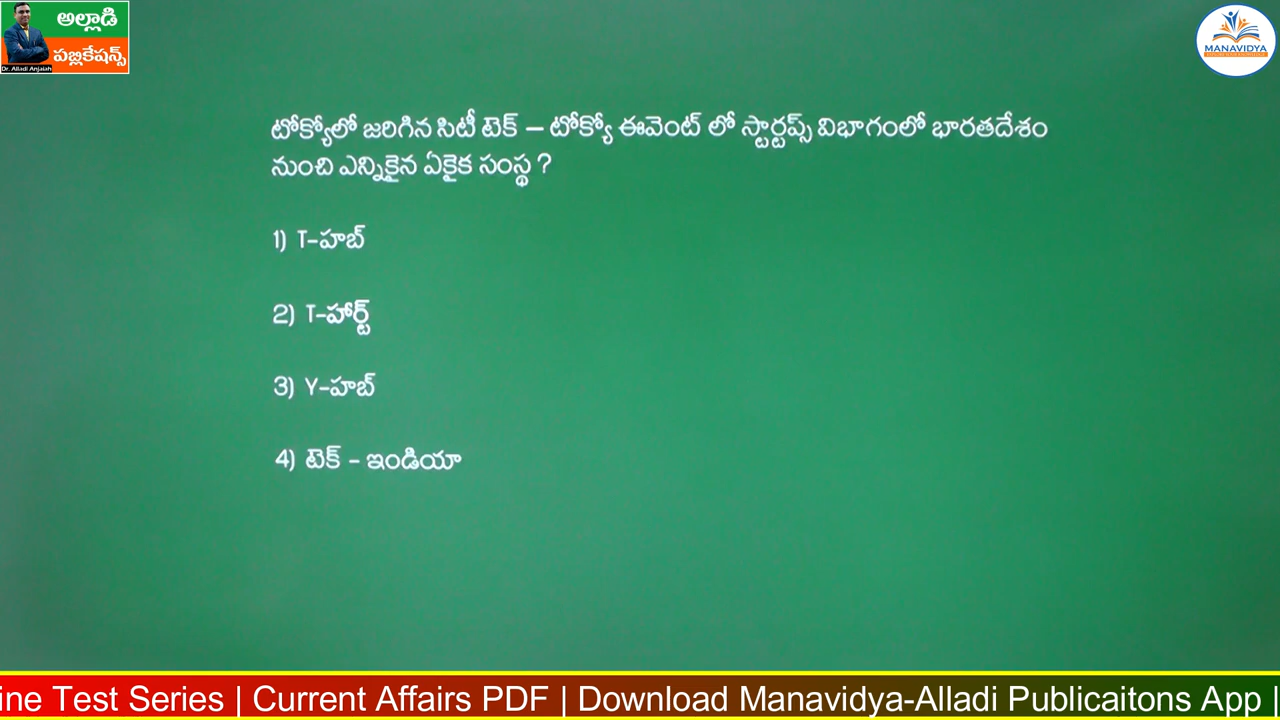 అల్లాడి
పబ్లికేషన్స్
Dr. Alladi Anjaiah
MANAVIDYA
టోక్యోలో జరిగిన సిటీ టెక్ – టోక్యో ఈవెంట్ లో స్టార్టప్స్ విభాగంలో భారతదేశం
నుంచి ఎన్నికైన ఏకైక సంస్థ ?
1) T-హబ్
2) T-హార్ట్
3) Y-హబ్
4) టెక్ - ఇండియా
ine Test Series | Current Affairs PDF | Download Manavidya-Alladi Publicaitons App |